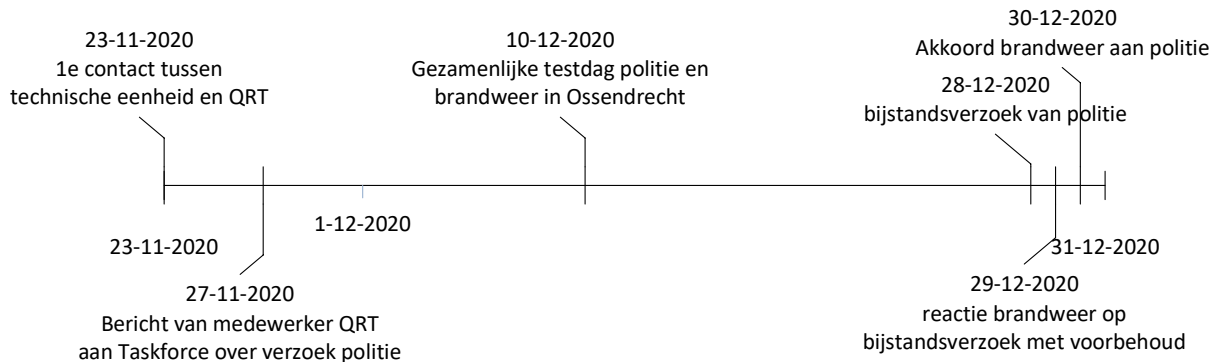 23-11-2020
1e contact tussen
technische eenheid en QRT
10-12-2020
Gezamenlijke testdag politie en
brandweer in Ossendrecht
30-12-2020
Akkoord brandweer aan politie
28-12-2020
bijstandsverzoek van politie
23-11-2020
1-12-2020
31-12-2020
27-11-2020
Bericht van medewerker QRT
aan Taskforce over verzoek politie
29-12-2020
reactie brandweer op
bijstandsverzoek met voorbehoud